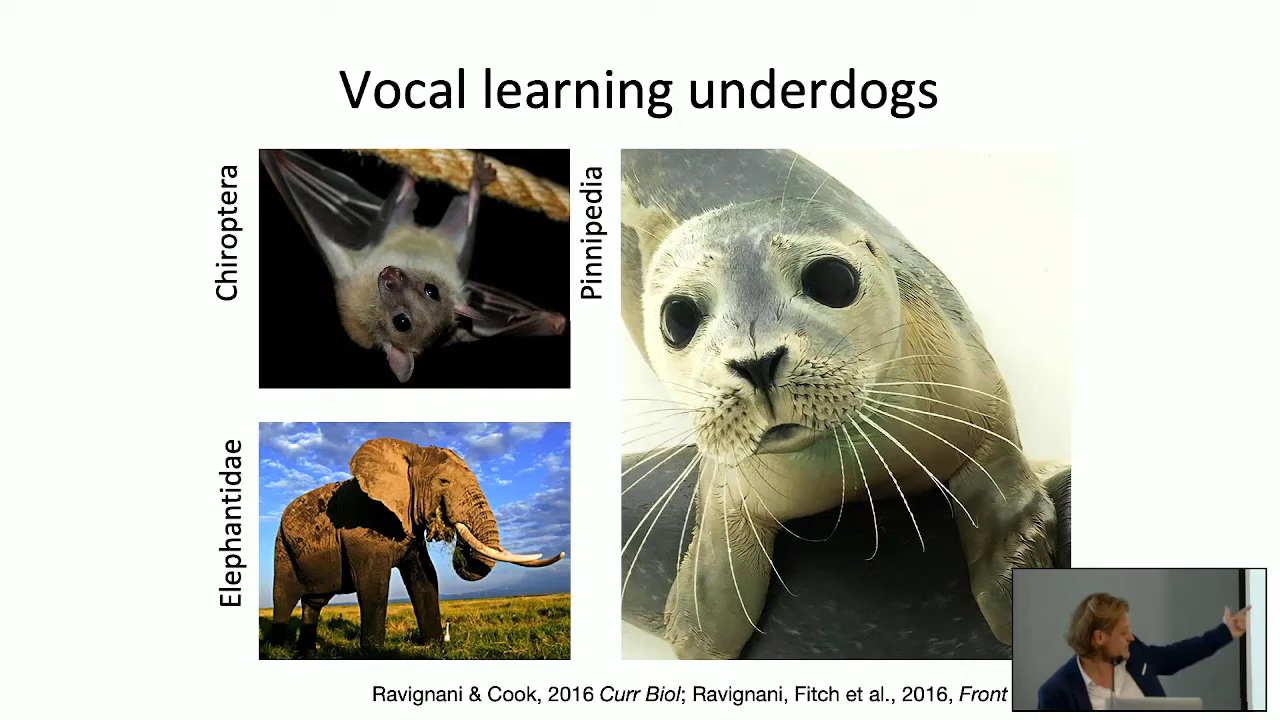 Vocal learning underdogs
Chiroptera
Pinnipedia
Elephantidae
Ravignani & Cook, 2016 Curr Biol; Ravignani, Fitch et al., 2016, Front